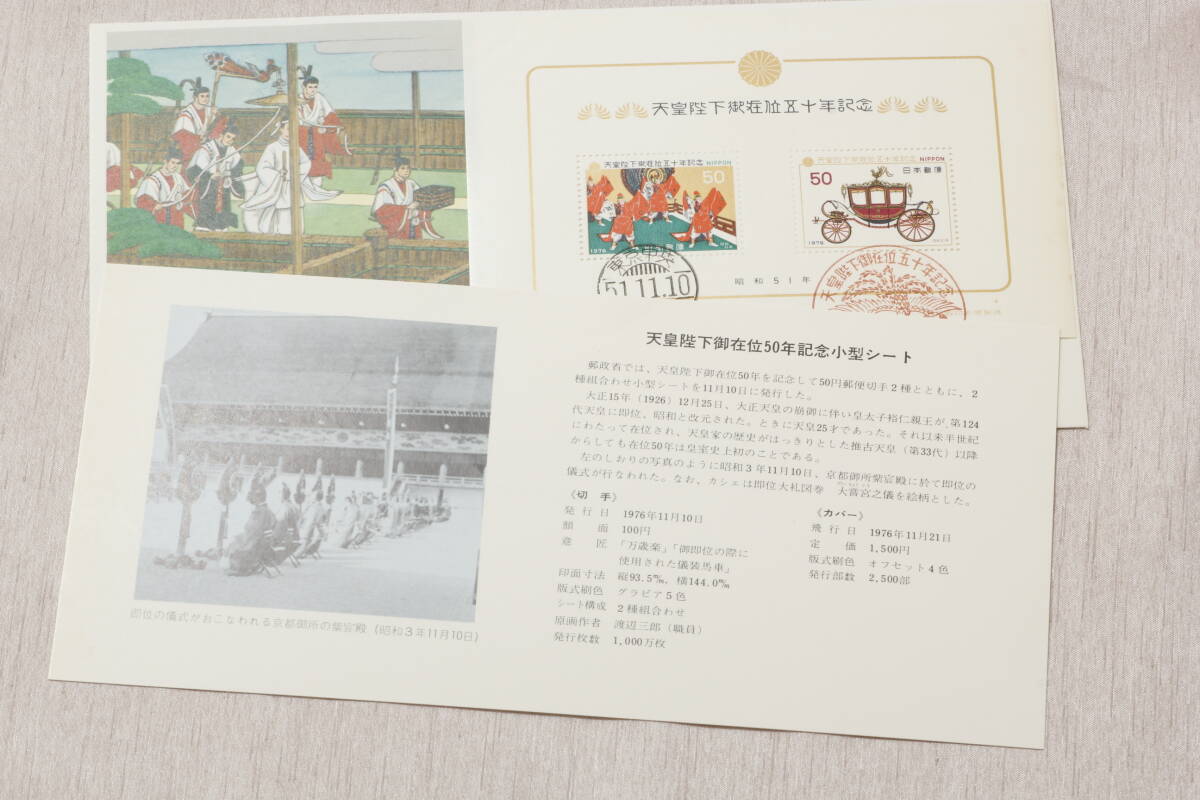 天皇陛下御在位五十年記念
天皇陛下御在位五十年記念 NIPPON
50
1976
日本郵便
天皇陛下御在位五十年記念 NIPPON
50
日本郵便
1976
昭和51年
東京中央
51.11.10
天皇陛下御在位五十年記念
天皇陛下御在位50年記念小型シート
郵政省では、天皇陛下御在位50年を記念して50円郵便切手2種とともに、2
種組合わせ小型シートを11月10日に発行した。
大正15年(1926)12月25日、大正天皇の崩御に伴い皇太子裕仁親王が、第124
代天皇に即位、昭和と改元された。ときに天皇25才であった。それ以来半世紀
にわたって在位され、天皇家の歴史がはっきりとした推古天皇(第33代)以降
からしても在位50年は皇室史上初のことである。
左のしおりの写真のように昭和3年11月10日、京都御所紫宸殿に於て即位の
儀式が行なわれた。なお、カシェは即位大礼図巻 大嘗宮之儀を絵柄とした。
《切手》
発行日 1976年11月10日
額面 100円
意匠 「万歳楽」「御即位の際に
使用された儀装馬車」
印面寸法 縦93.5㎜、横144.0㎜
版式刷色 グラビア5色
シート構成 2種組合わせ
原画作者 渡辺三郎(職員)
発行枚数 1,000万枚
《カバー》
飛行日 1976年11月21日
定価 1,500円
版式刷色 オフセット4色
発行部数 2,500部
即位の儀式がおこなわれる京都御所の紫宸殿(昭和3年11月10日)